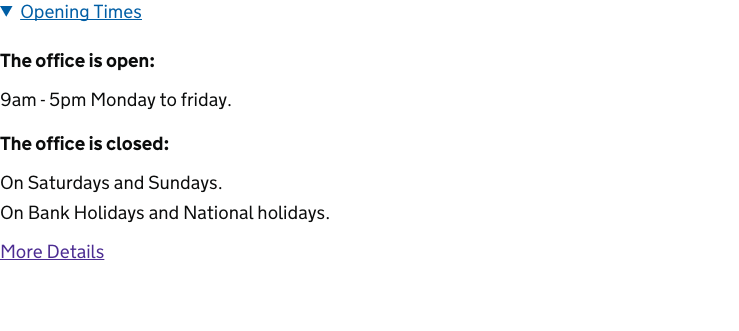 Opening Times
The office is open:
9am - 5pm Monday to friday.
The office is closed:
On Saturdays and Sundays.
On Bank Holidays and National holidays.
More Details